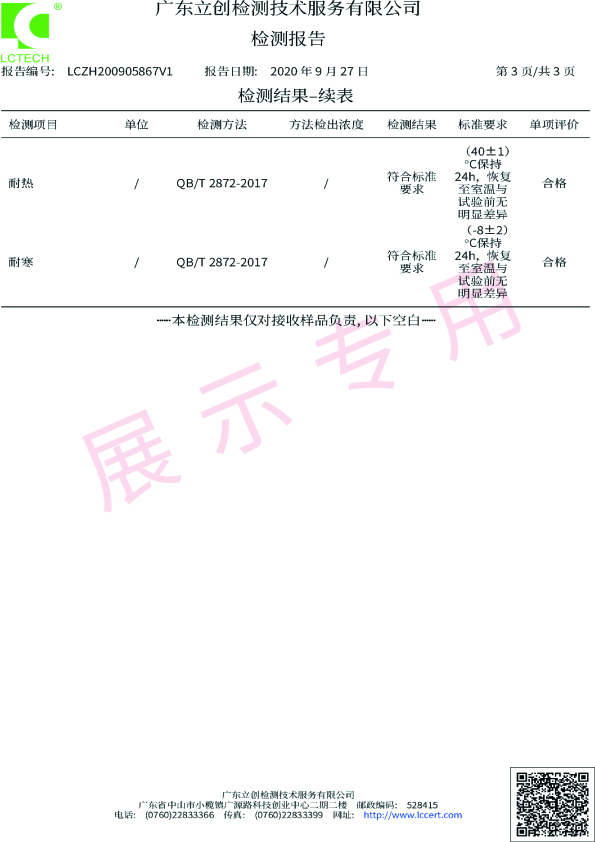 广东立创检测技术服务有限公司
检测报告
®
LCTECH
报告编号: LCZH200905867V1 报告日期: 2020 年 9 月 27 日 第 3 页/共 3 页
检测结果–续表
检测项目 单位 检测方法 方法检出浓度 检测结果 标准要求 单项评价
耐热 / QB/T 2872-2017 / 符合标准要求 (40±1)℃保持24h, 恢复至室温与试验前无明显差异 合格
耐寒 / QB/T 2872-2017 / 符合标准要求 (-8±2)℃保持24h, 恢复至室温与试验前无明显差异 合格
┄┄本检测结果仅对接收样品负责, 以下空白┄┄
展示专用
广东立创检测技术服务有限公司
广东省中山市小榄镇广源路科技创业中心二期二楼 邮政编码: 528415
电话: (0760)22833366 传真: (0760)22833399 网址: http://www.lccert.com